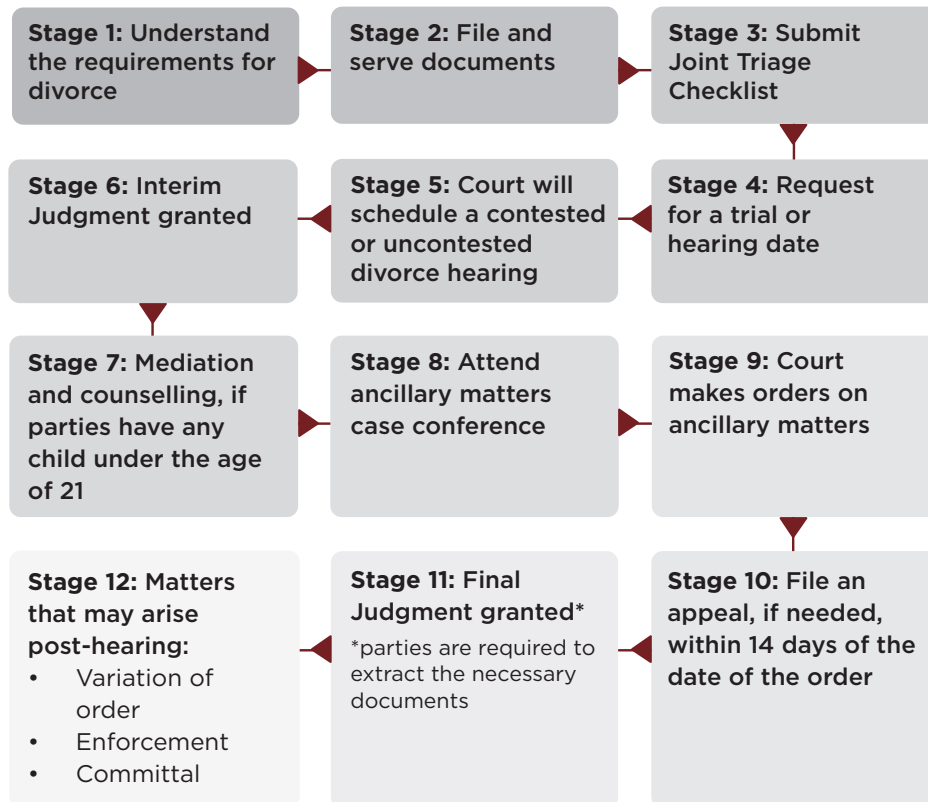 Stage 1: Understand
the requirements for
divorce
Stage 2: File and
serve documents
Stage 3: Submit
Joint Triage
Checklist
Stage 4: Request
for a trial or
hearing date
Stage 5: Court will
schedule a contested
or uncontested
divorce hearing
Stage 6: Interim
Judgment granted
Stage 7: Mediation
and counselling, if
parties have any
child under the age
of 21
Stage 8: Attend
ancillary matters
case conference
Stage 9: Court
makes orders on
ancillary matters
Stage 10: File an
appeal, if needed,
within 14 days of the
date of the order
Stage 11: Final
Judgment granted*
*parties are required to
extract the necessary
documents
Stage 12: Matters
that may arise
post-hearing:
• Variation of
order
• Enforcement
• Committal